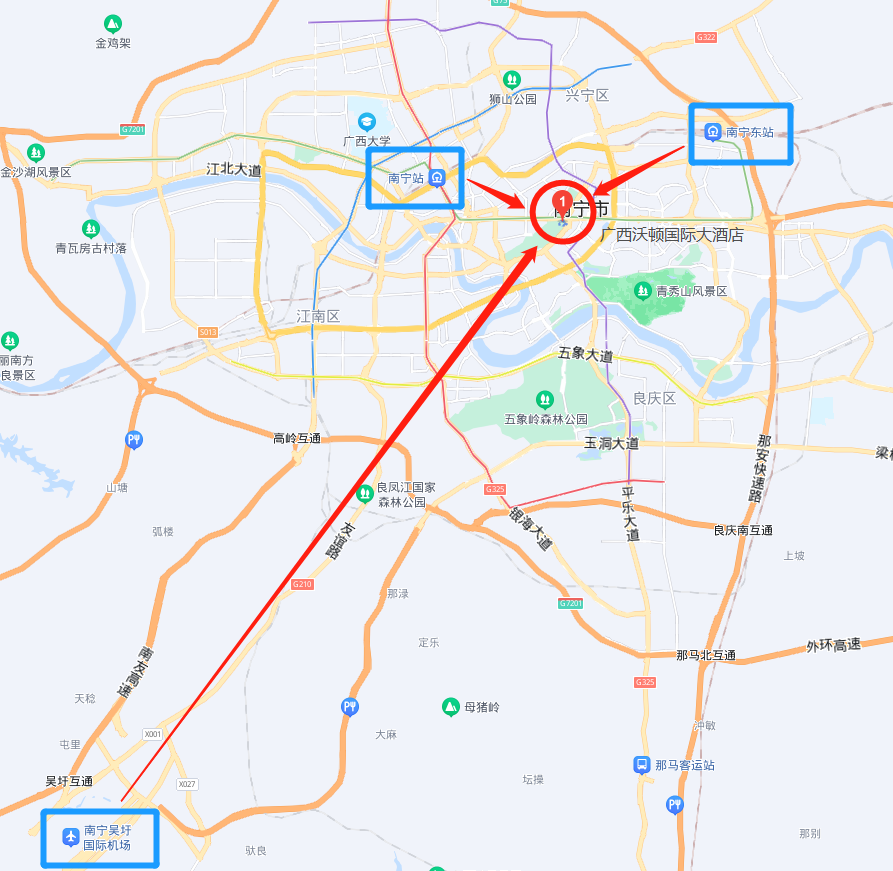 G75
G322
金鸡架
狮山公园
兴宁区
G7201
广西大学
南宁东站
金沙湖风景区
江北大道
南宁站
1
南宁市
广西沃顿国际大酒店
青瓦房古村落
青秀山风景区
江南区
S013
丽南方
良景区
五象大道
良庆区
五象岭森林公园
高岭互通
玉洞大道
那安快速路
山塘
良凤江国家
森林公园
G325
平乐大道
银海大道
弧楼
友谊路
良庆南互通
上坡
G210
那渌
G7201
定乐
外环高速
那马北互通
南友高速
G325
天稔
母猪岭
冲敏
X001
大麻
屯里
吴圩互通
X027
坛操
那马客运站
南宁吴圩
国际机场
驮良
那别